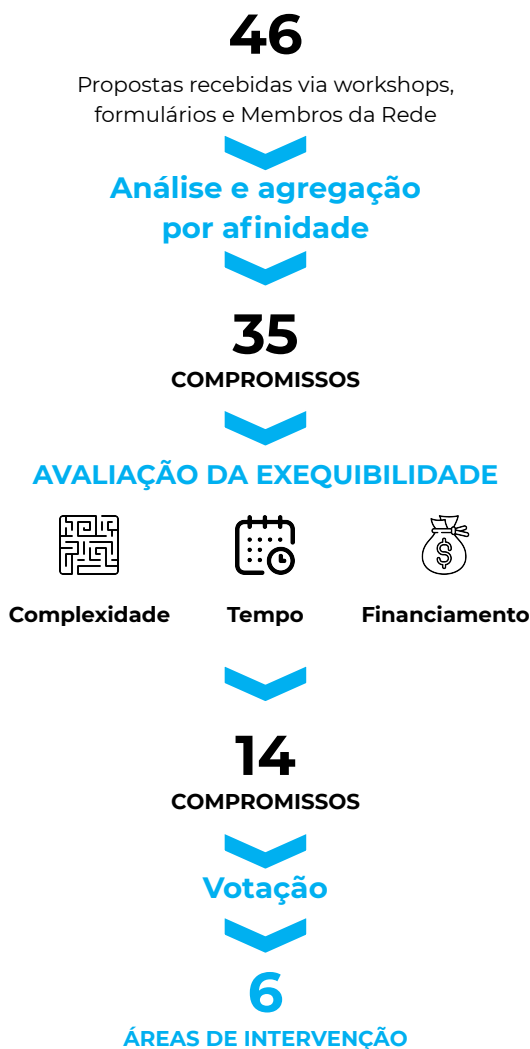 46
Propostas recebidas via workshops,
formulários e Membros da Rede
Análise e agregação
por afinidade
35
COMPROMISSOS
AVALIAÇÃO DA EXEQUIBILIDADE
$
Complexidade Tempo Financiamento
14
COMPROMISSOS
Votação
6
ÁREAS DE INTERVENÇÃO